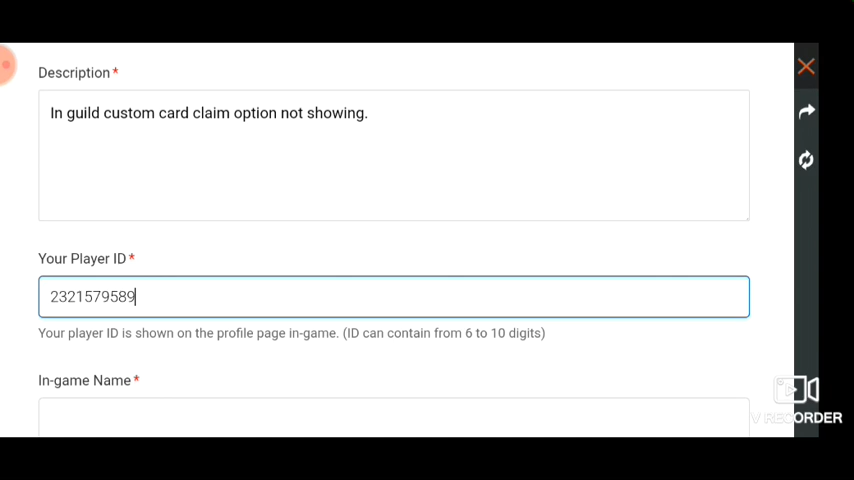 Description*
In guild custom card claim option not showing.
Your Player ID*
2321579589
Your player ID is shown on the profile page in-game. (ID can contain from 6 to 10 digits)
In-game Name*
V RECORDER